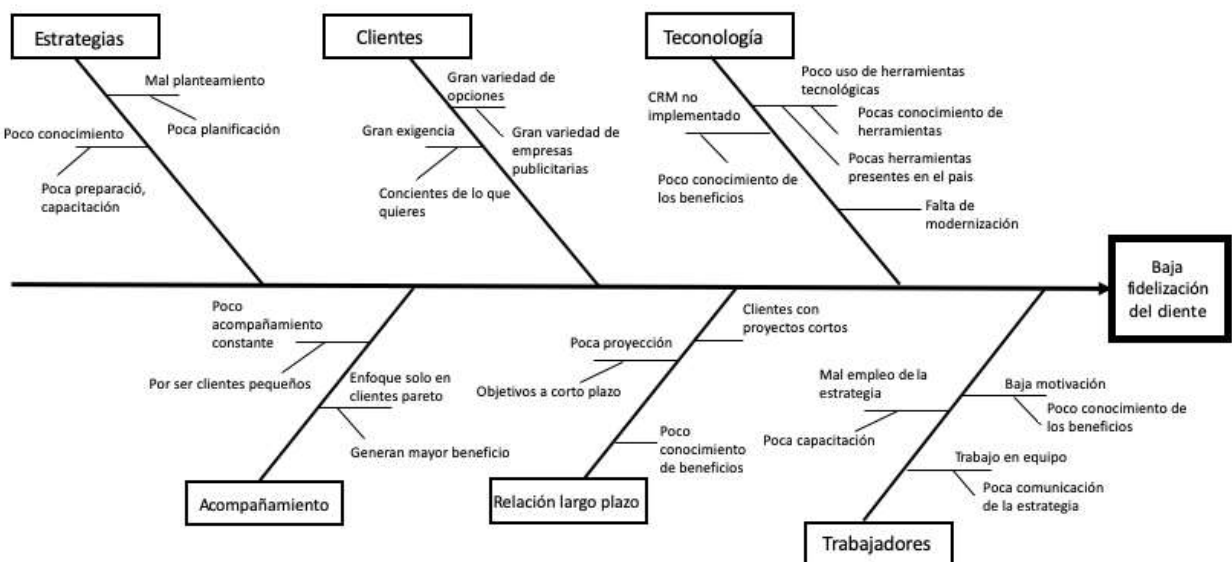 Estrategias
Mal planteamiento
Poca planificación
Poco conocimiento
Poca preparació,
capacitación
Clientes
Gran variedad de
opciones
Gran variedad de
empresas
publicitarias
Gran exigencia
Concientes de lo que
quieres
Teconología
Poco uso de herramientas
tecnológicas
Pocas conocimiento de
herramientas
Pocas herramientas
presentes en el pais
CRM no
implementado
Poco conocimiento de
los beneficios
Falta de
modernización
Baja
fidelización
del diente
Poco
acompañamiento
constante
Por ser clientes pequeños
Enfoque solo en
clientes pareto
Generan mayor beneficio
Acompañamiento
Clientes con
proyectos cortos
Poca proyección
Objetivos a corto plazo
Poco
conocimiento
de beneficios
Relación largo plazo
Mal empleo de la
estrategia
Poca capacitación
Baja motivación
Poco conocimiento de
los beneficios
Trabajo en equipo
Poca comunicación
de la estrategia
Trabajadores